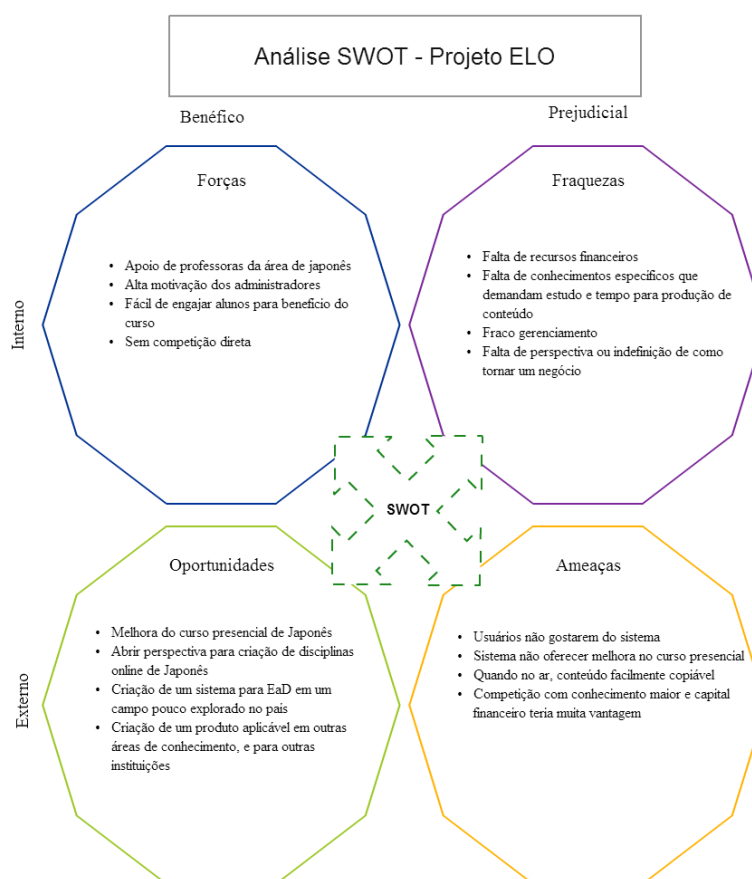 Análise SWOT - Projeto ELO
Benéfico
Prejudicial
Interno
Forças
• Apoio de professoras da área de japonês
• Alta motivação dos administradores
• Fácil de engajar alunos para benefício do
curso
• Sem competição direta
Fraquezas
• Falta de recursos financeiros
• Falta de conhecimentos específicos que
demandam estudo e tempo para produção de
conteúdo
• Fraco gerenciamento
• Falta de perspectiva ou indefinição de como
tornar um negócio
SWOT
Externo
Oportunidades
• Melhora do curso presencial de Japonês
• Abrir perspectiva para criação de disciplinas
online de Japonês
• Criação de um sistema para EaD em um
campo pouco explorado no país
• Criação de um produto aplicável em outras
áreas de conhecimento, e para outras
instituições
Ameaças
• Usuários não gostarem do sistema
• Sistema não oferecer melhora no curso presencial
• Quando no ar, conteúdo facilmente copiável
• Competição com conhecimento maior e capital
financeiro teria muita vantagem